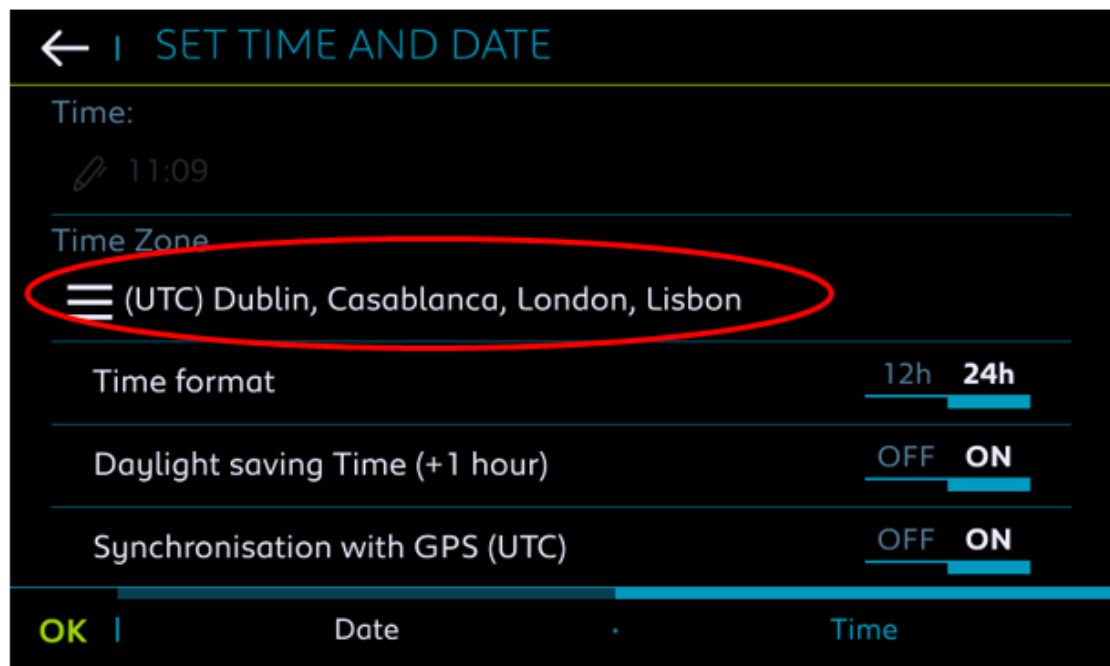 SET TIME AND DATE
Time:
11:09
Time Zone
(UTC) Dublin, Casablanca, London, Lisbon
Time format 12h 24h
Daylight saving Time (+1 hour) OFF ON
Synchronisation with GPS (UTC) OFF ON
OK Date Time